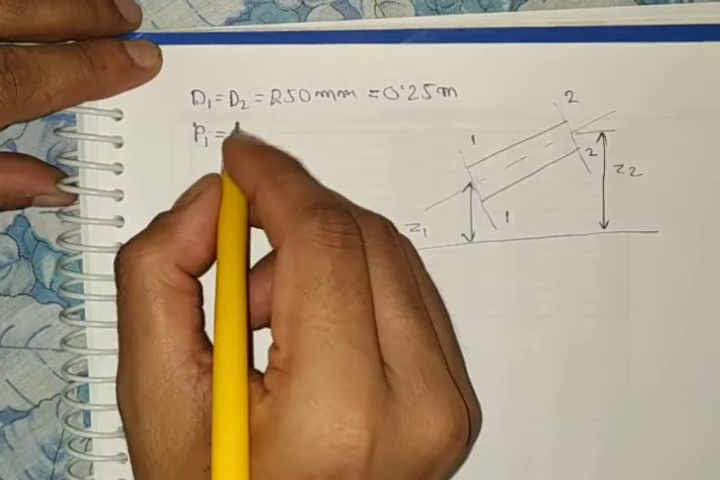 D₁ = D₂ = 250 mm = 0.25 m
P₁ =
1
2
2
Z₂
Z₁
1